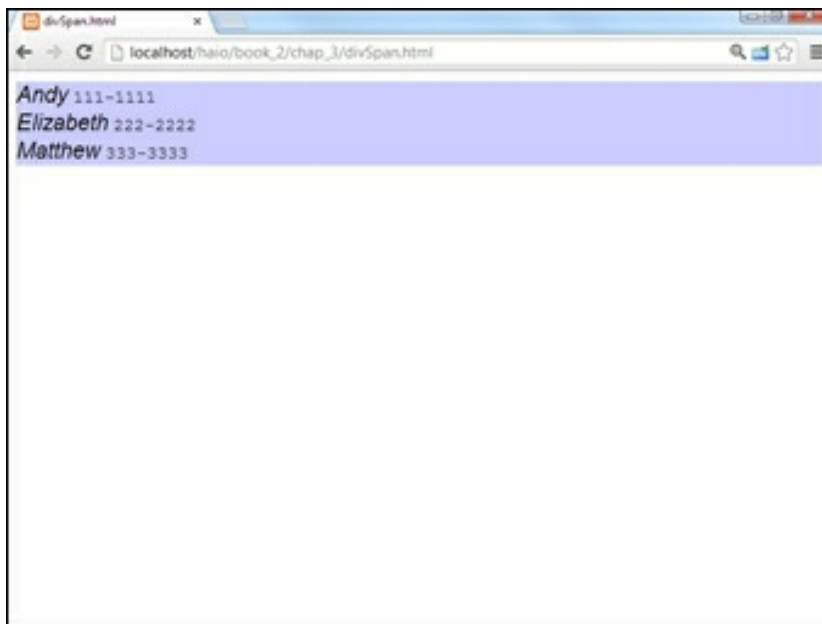 divSpan.html
localhost/haio/book_2/chap_3/divSpan.html
Andy 111-1111
Elizabeth 222-2222
Matthew 333-3333